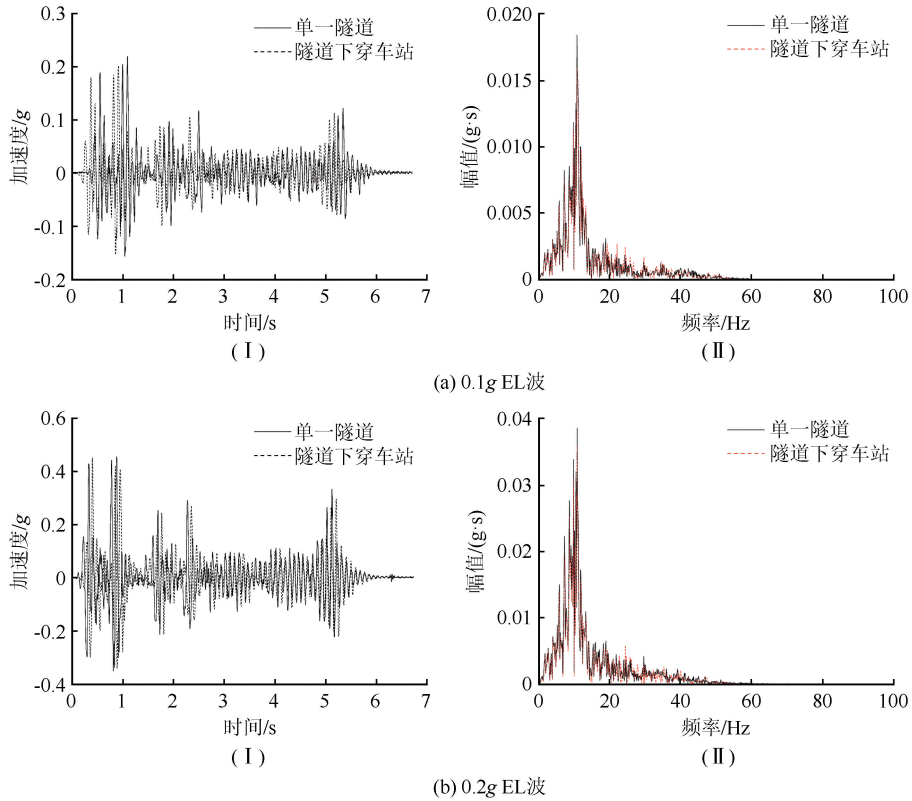 0.3
0.2
0.1
0
-0.1
-0.2
加速度/g
单一隧道
隧道下穿车站
0 1 2 3 4 5 6 7
时间/s
(Ⅰ)
0.020
0.015
0.010
0.005
0
幅值/(g·s)
单一隧道
隧道下穿车站
0 20 40 60 80 100
频率/Hz
(Ⅱ)
(a) 0.1g EL波
0.6
0.4
0.2
0
-0.2
-0.4
加速度/g
单一隧道
隧道下穿车站
0 1 2 3 4 5 6 7
时间/s
(Ⅰ)
0.04
0.03
0.02
0.01
0
幅值/(g·s)
单一隧道
隧道下穿车站
0 20 40 60 80 100
频率/Hz
(Ⅱ)
(b) 0.2g EL波